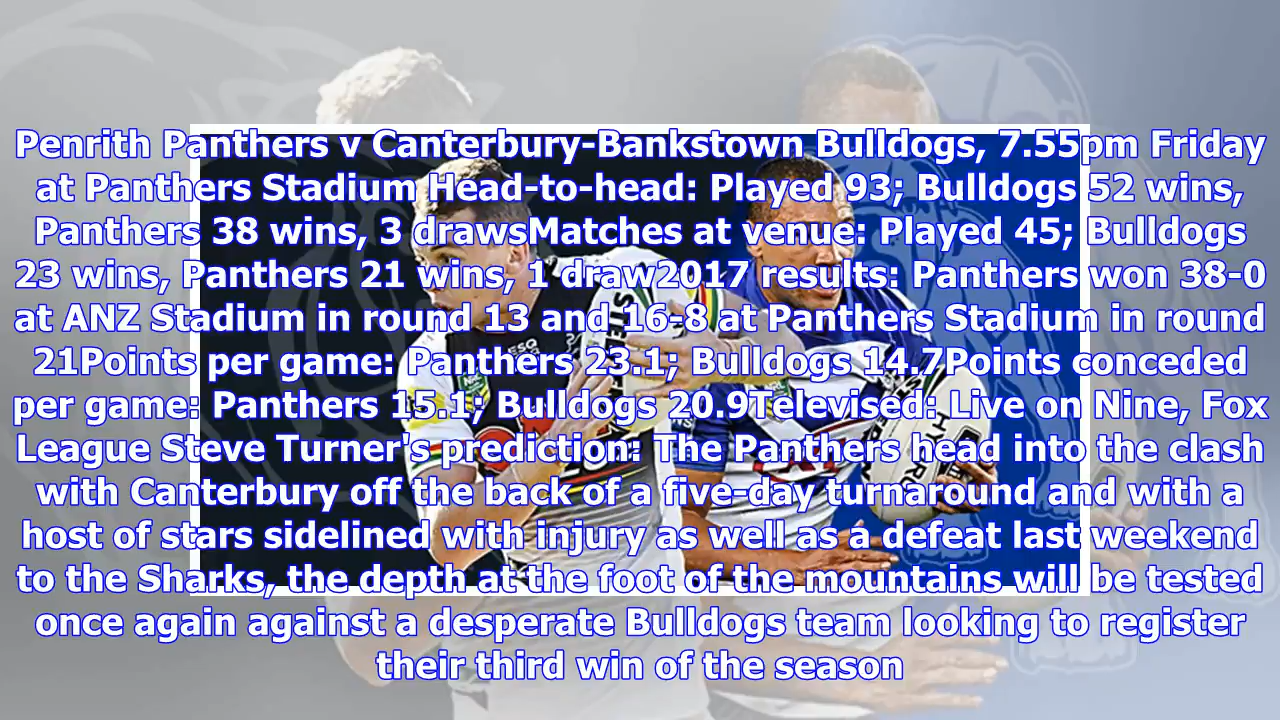 Penrith Panthers v Canterbury-Bankstown Bulldogs, 7.55pm Friday
at Panthers Stadium Head-to-head: Played 93; Bulldogs 52 wins,
Panthers 38 wins, 3 drawsMatches at venue: Played 45; Bulldogs
23 wins, Panthers 21 wins, 1 draw2017 results: Panthers won 38-0
at ANZ Stadium in round 13 and 16-8 at Panthers Stadium in round
21Points per game: Panthers 23.1; Bulldogs 14.7Points conceded
per game: Panthers 15.1; Bulldogs 20.9Televised: Live on Nine, Fox
League Steve Turner's prediction: The Panthers head into the clash
with Canterbury off the back of a five-day turnaround and with a
host of stars sidelined with injury as well as a defeat last weekend
to the Sharks, the depth at the foot of the mountains will be tested
once again against a desperate Bulldogs team looking to register
their third win of the season